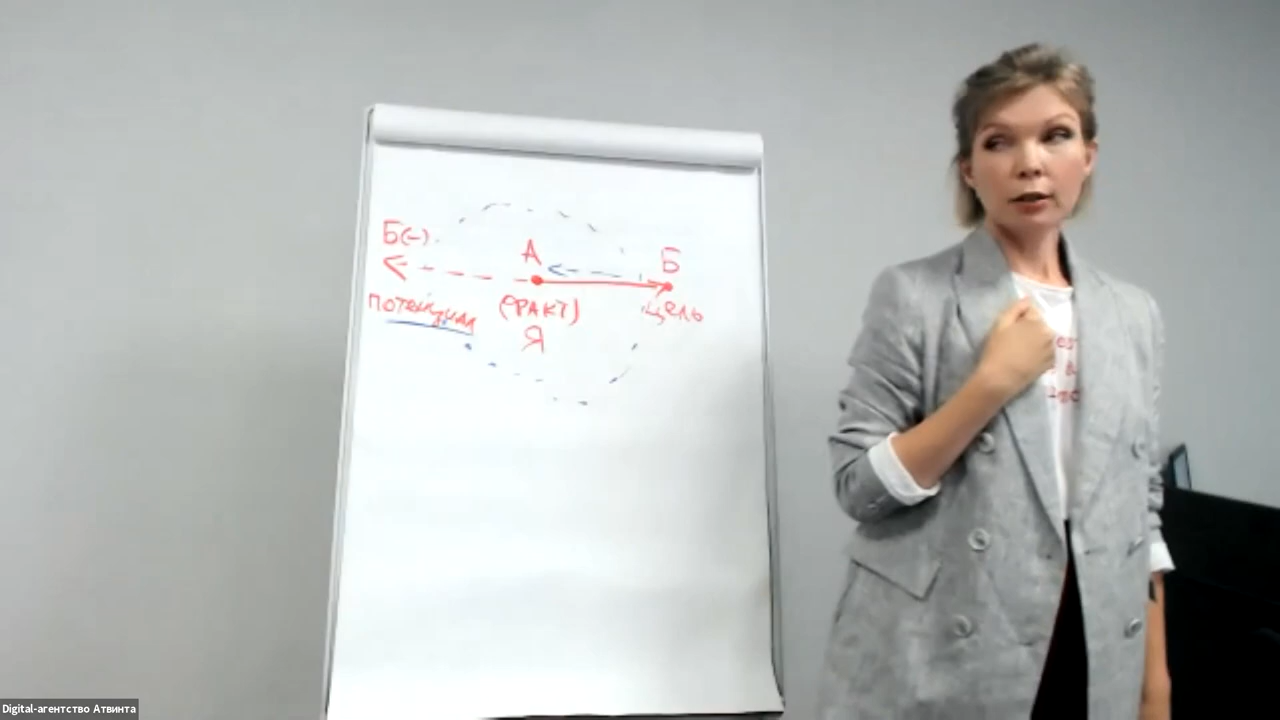 Б(-)
А
Б
потенциал
(ФАКТ)
цель
Я
Digital-агентство Атвинта